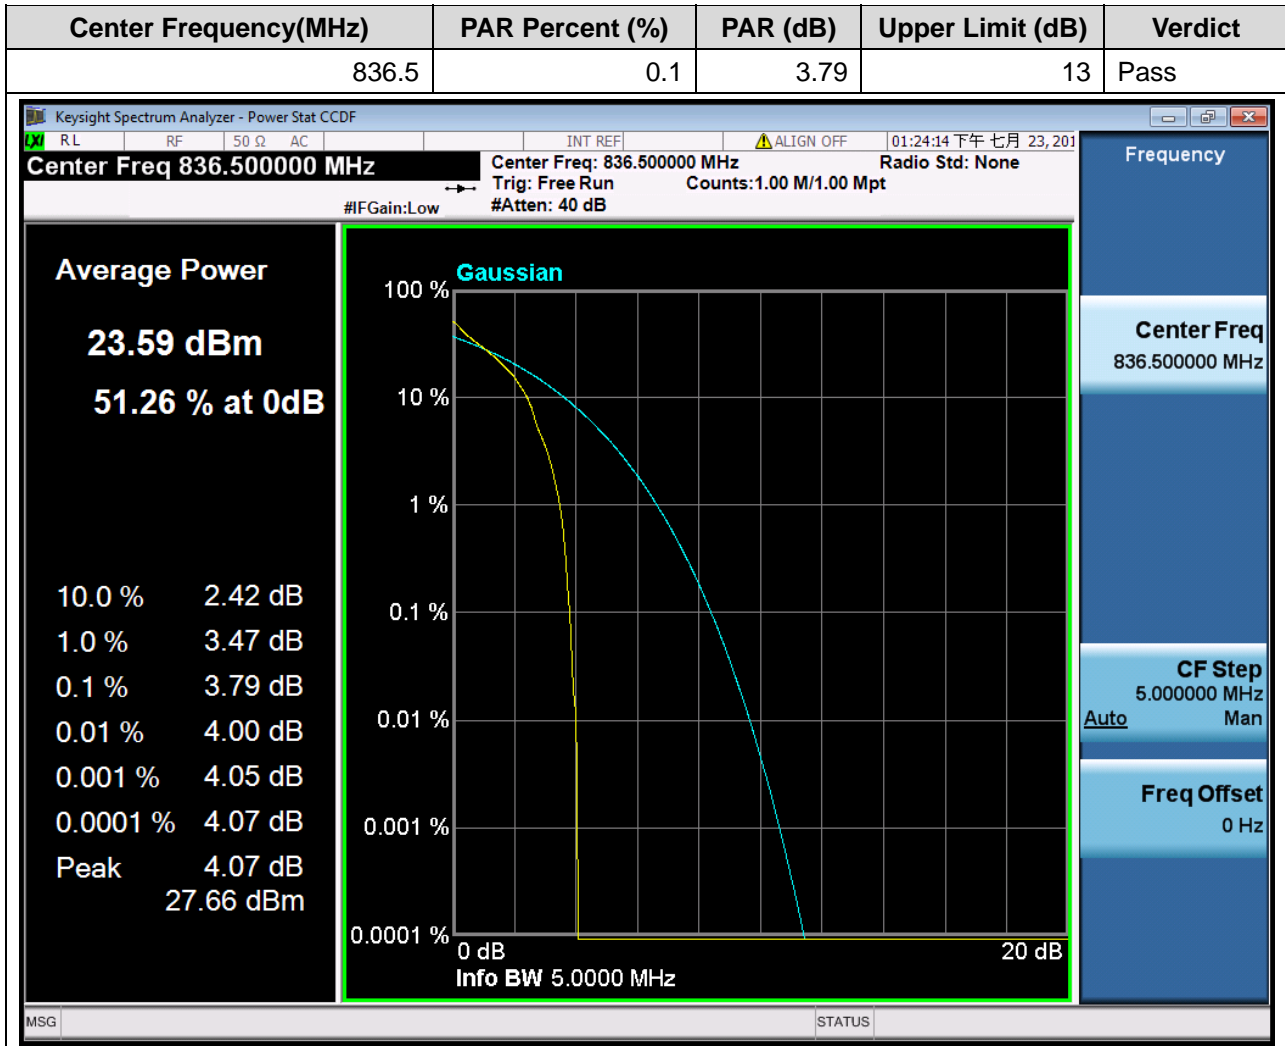 Center Frequency(MHz) PAR Percent (%) PAR (dB) Upper Limit (dB) Verdict
836.5 0.1 3.79 13 Pass
Keysight Spectrum Analyzer - Power Stat CCDF
LXI RL RF 50 Ω AC INT REF ALIGN OFF 01:24:14 下午 七月 23, 201
Center Freq 836.500000 MHz
Center Freq: 836.500000 MHz Radio Std: None
Trig: Free Run Counts:1.00 M/1.00 Mpt
#IFGain:Low #Atten: 40 dB
Average Power
23.59 dBm
51.26 % at 0dB
10.0 % 2.42 dB
1.0 % 3.47 dB
0.1 % 3.79 dB
0.01 % 4.00 dB
0.001 % 4.05 dB
0.0001 % 4.07 dB
Peak 4.07 dB
27.66 dBm
Gaussian
100 %
10 %
1 %
0.1 %
0.01 %
0.001 %
0.0001 %
0 dB 20 dB
Info BW 5.0000 MHz
Frequency
Center Freq
836.500000 MHz
CF Step
5.000000 MHz
Auto Man
Freq Offset
0 Hz
MSG STATUS